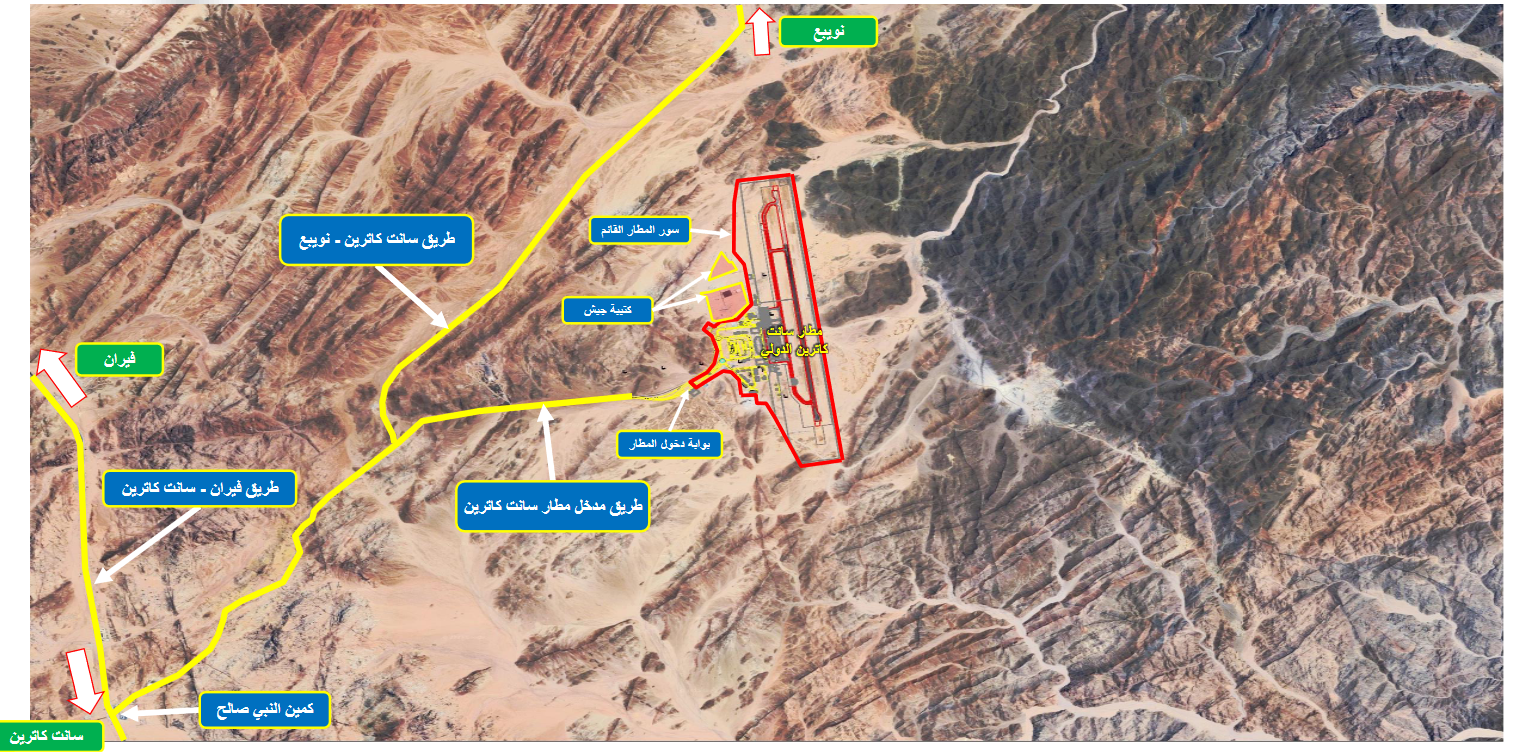 نويبع
طريق سانت كاترين - نويبع
سور المطار القائم
كتيبة جيش
مطار سانت
كاترين الدولي
فيران
بوابة دخول المطار
طريق فيران - سانت كاترين
طريق مدخل مطار سانت كاترين
كمين النبي صالح
سانت كاترين